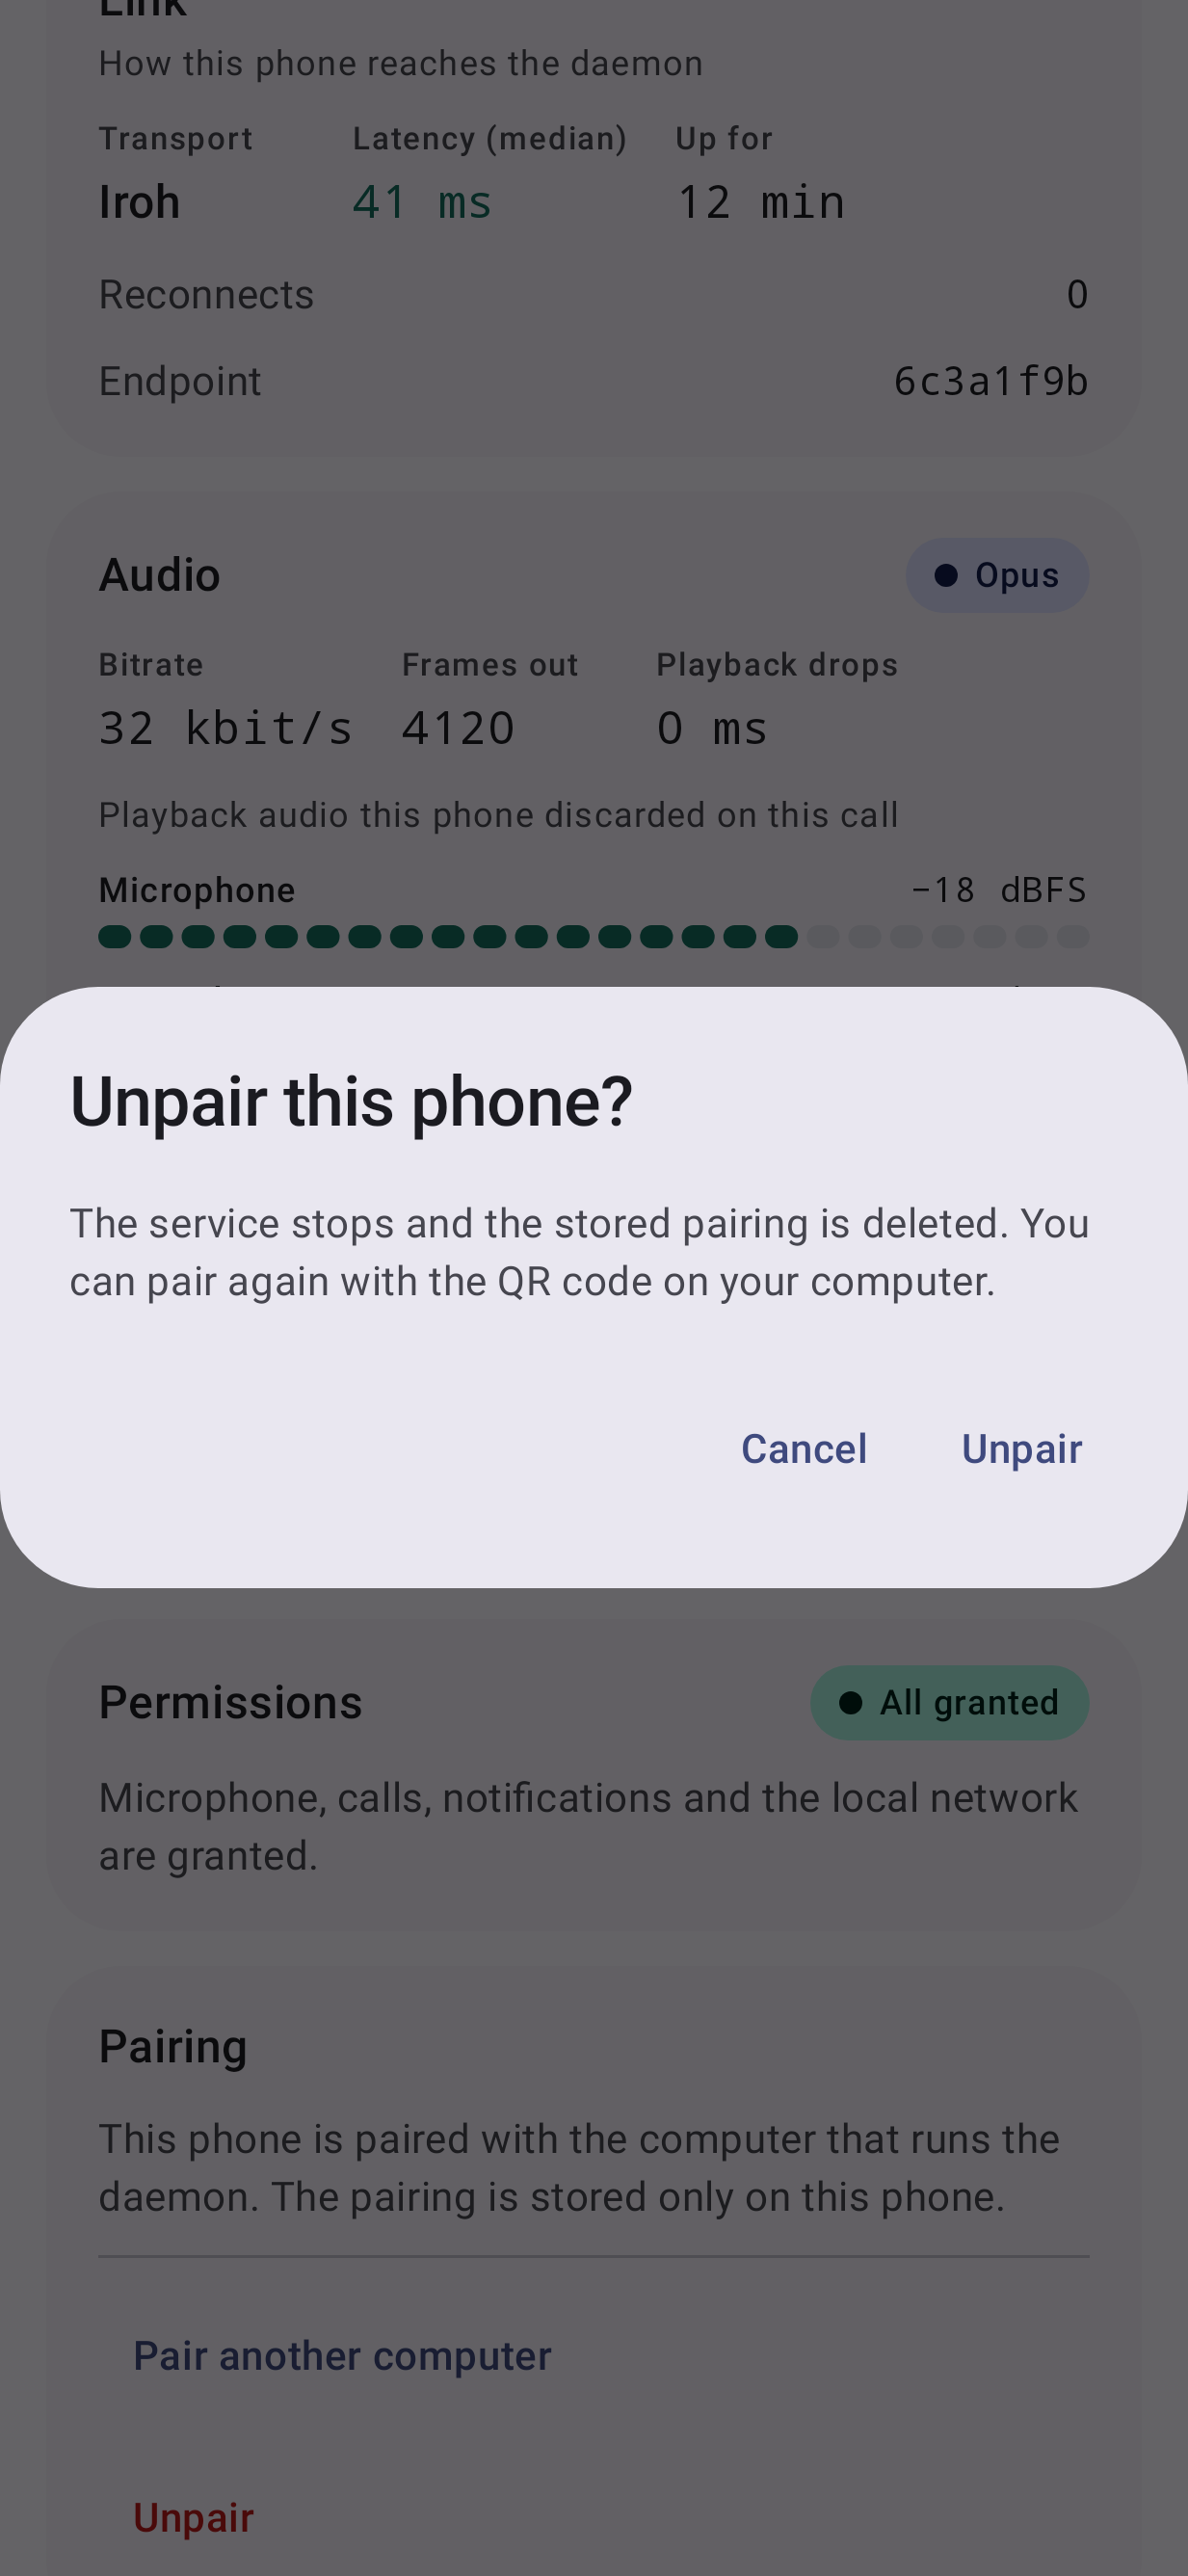 Link
How this phone reaches the daemon
Transport Latency (median) Up for
Iroh 41 ms 12 min
Reconnects 0
Endpoint 6c3a1f9b
Audio Opus
Bitrate Frames out Playback drops
32 kbit/s 4120 0 ms
Playback audio this phone discarded on this call
Microphone −18 dBFS
Unpair this phone?
The service stops and the stored pairing is deleted. You
can pair again with the QR code on your computer.
Cancel Unpair
Permissions All granted
Microphone, calls, notifications and the local network
are granted.
Pairing
This phone is paired with the computer that runs the
daemon. The pairing is stored only on this phone.
Pair another computer
Unpair